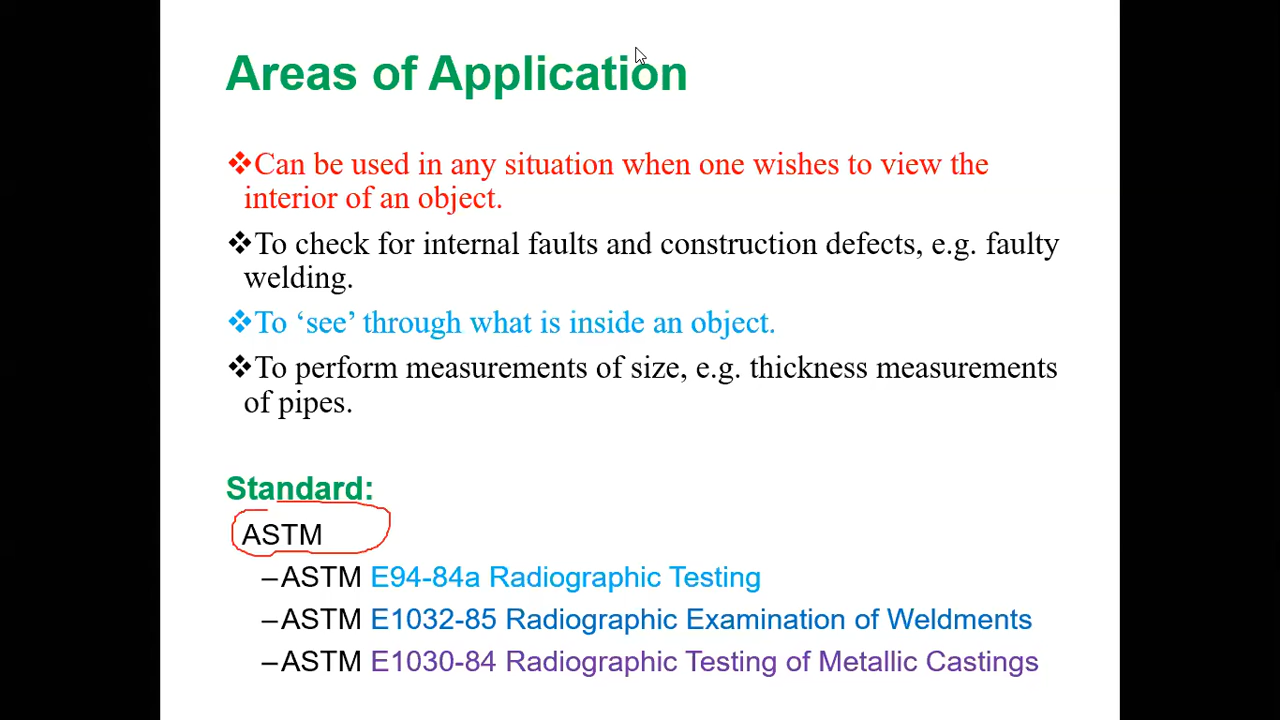 Areas of Application
❖Can be used in any situation when one wishes to view the
interior of an object.
❖To check for internal faults and construction defects, e.g. faulty
welding.
❖To ‘see’ through what is inside an object.
❖To perform measurements of size, e.g. thickness measurements
of pipes.
Standard:
ASTM
–ASTM E94-84a Radiographic Testing
–ASTM E1032-85 Radiographic Examination of Weldments
–ASTM E1030-84 Radiographic Testing of Metallic Castings